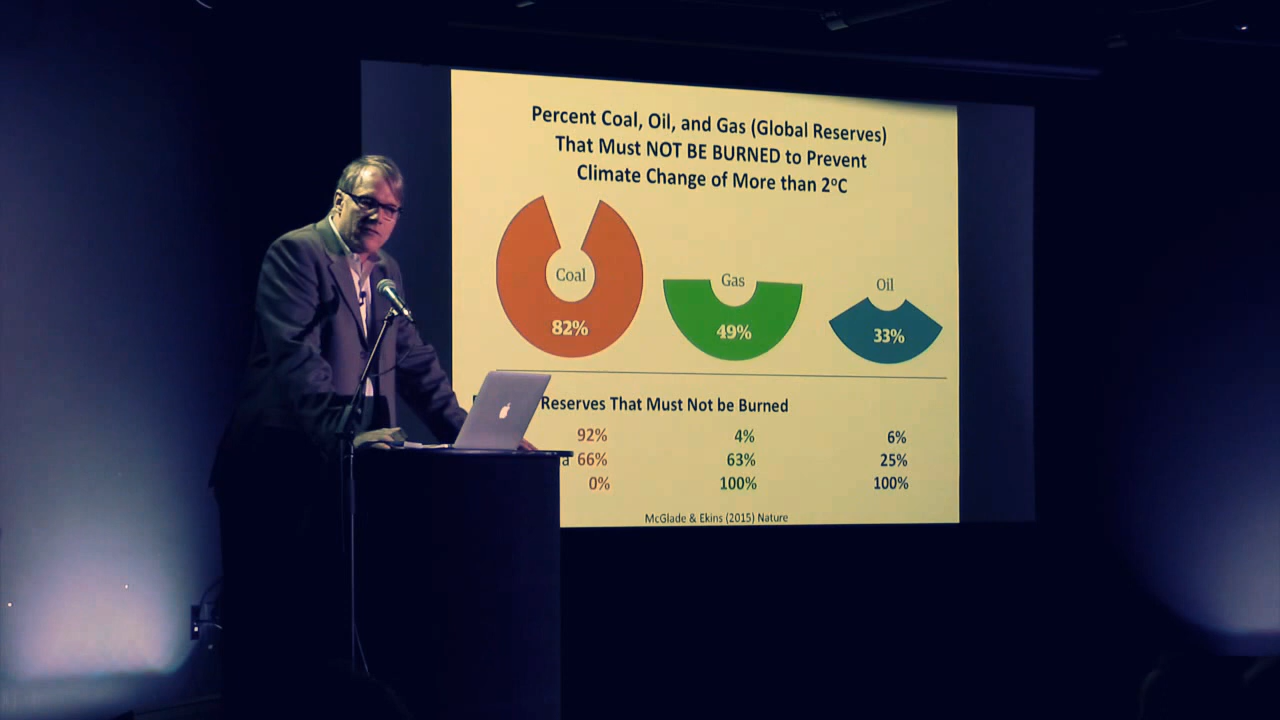 Percent Coal, Oil, and Gas (Global Reserves)
That Must NOT BE BURNED to Prevent
Climate Change of More than 2ºC
Coal
82%
Gas
49%
Oil
33%
Reserves That Must Not be Burned
92% 4% 6%
66% 63% 25%
0% 100% 100%
McGlade & Ekins (2015) Nature